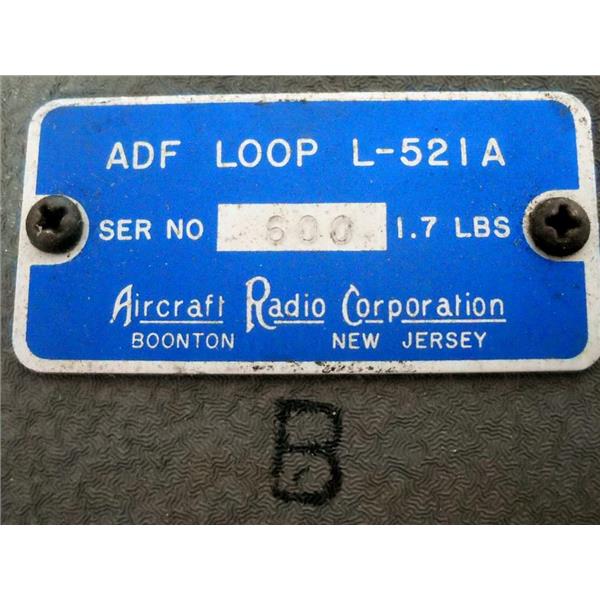 ADF LOOP L-521A
SER NO 600 1.7 LBS
Aircraft Radio Corporation
BOONTON NEW JERSEY
B